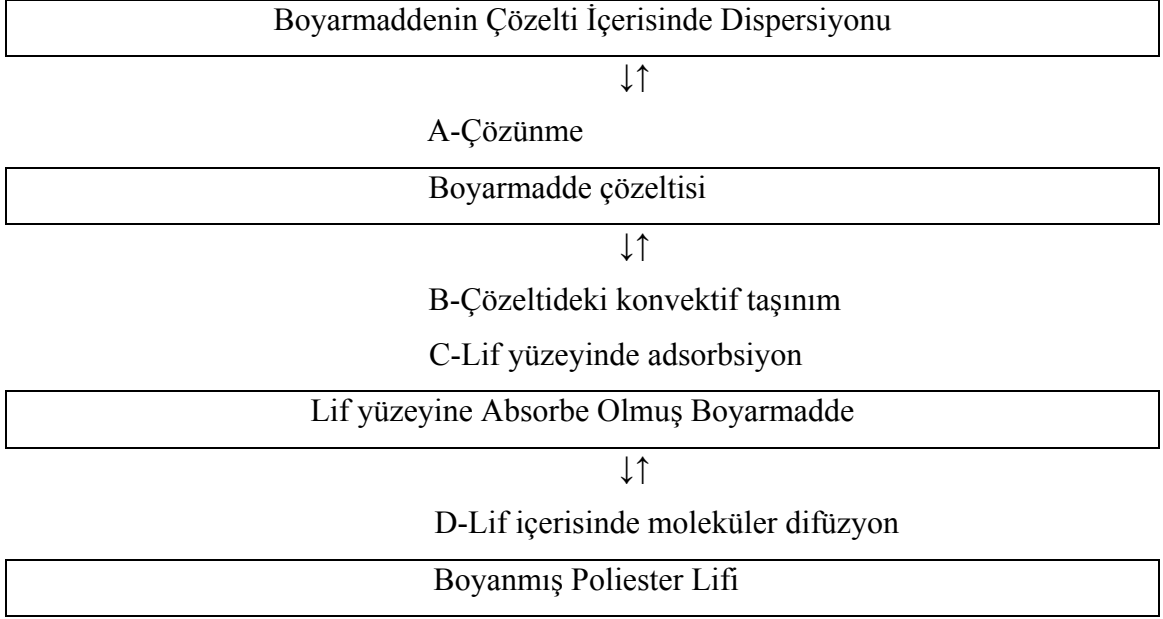 Boyarmaddenin Çözelti İçerisinde Dispersiyonu
↓↑
A-Çözünme
Boyarmadde çözeltisi
↓↑
B-Çözeltideki konvektif taşınım
C-Lif yüzeyinde adsorbsiyon
Lif yüzeyine Absorbe Olmuş Boyarmadde
↓↑
D-Lif içerisinde moleküler difüzyon
Boyanmış Poliester Lifi